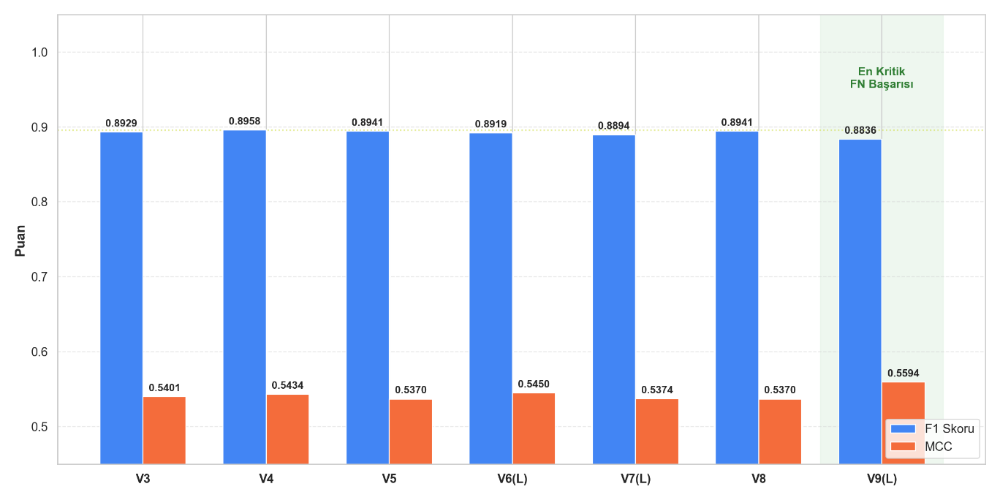 En Kritik
FN Başarısı
Puan
1.0
0.9
0.8
0.7
0.6
0.5
0.8929
0.8958
0.8941
0.8919
0.8894
0.8941
0.8836
0.5401
0.5434
0.5370
0.5450
0.5374
0.5370
0.5594
F1 Skoru
MCC
V3
V4
V5
V6(L)
V7(L)
V8
V9(L)